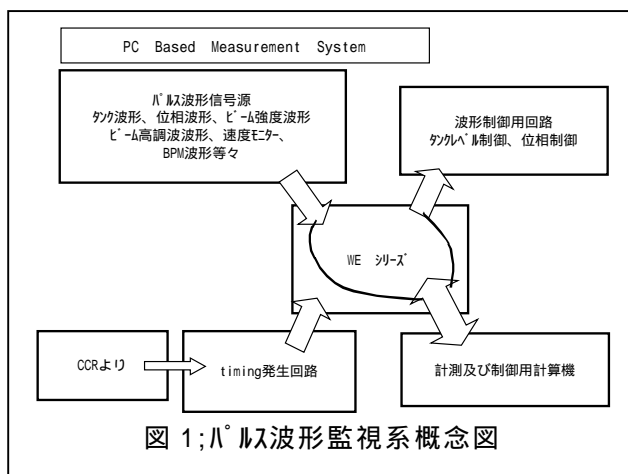 PC Based Measurement System
ﾊﾟﾙｽ波形信号源
ﾀﾝｸ波形、位相波形、ﾋﾞｰﾑ強度波形
ﾋﾞｰﾑ高調波波形、速度ﾓﾆﾀｰ、
BPM波形等々
波形制御用回路
ﾀﾝｸﾚﾍﾞﾙ制御、位相制御
WE ｼﾘｰｽﾞ
CCRより
timing発生回路
計測及び制御用計算機
図 1;ﾊﾟﾙｽ波形監視系概念図